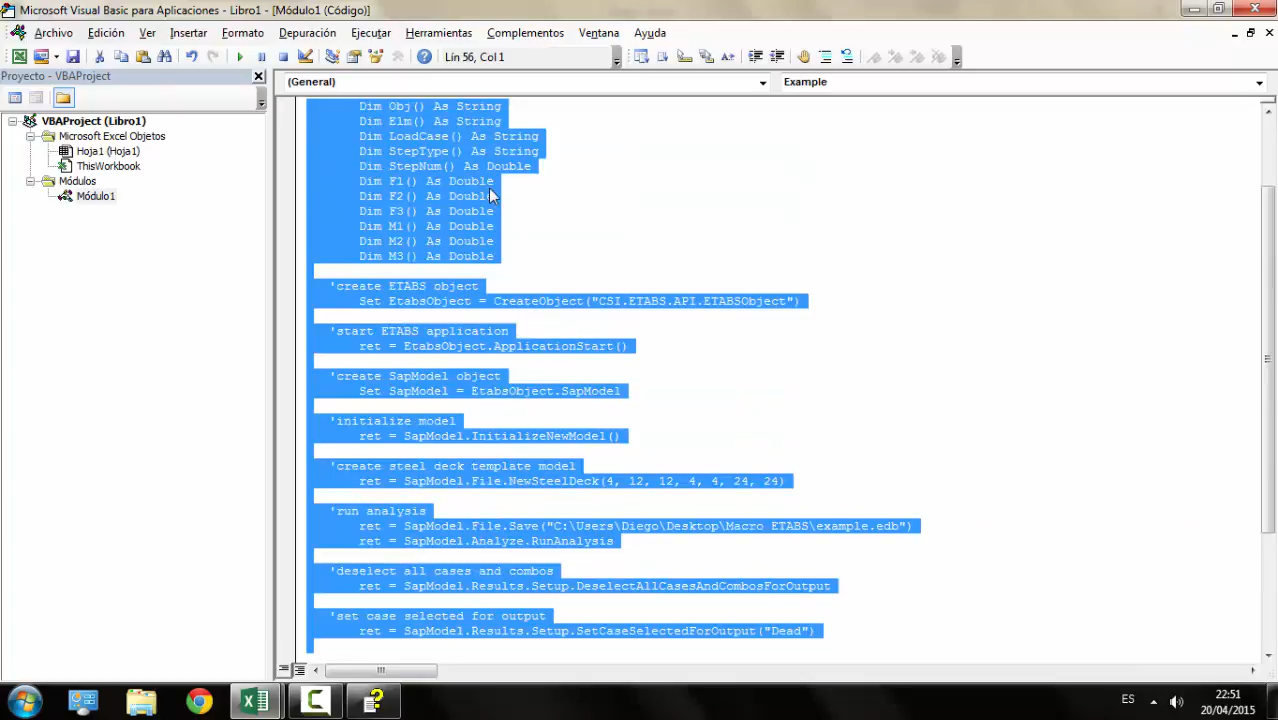 Microsoft Visual Basic para Aplicaciones - Libro1 - [Módulo1 (Código)]
Archivo Edición Ver Insertar Formato Depuración Ejecutar Herramientas Complementos Ventana Ayuda
Lín 56, Col 1
Proyecto - VBAProject
(General)
Example
VBAProject (Libro1)
Microsoft Excel Objetos
Hoja1 (Hoja1)
ThisWorkbook
Módulos
Módulo1
Dim Obj() As String
Dim Elm() As String
Dim LoadCase() As String
Dim StepType() As String
Dim StepNum() As Double
Dim F1() As Double
Dim F2() As Double
Dim F3() As Double
Dim M1() As Double
Dim M2() As Double
Dim M3() As Double
'create ETABS object
Set EtabsObject = CreateObject("CSI.ETABS.API.ETABSObject")
'start ETABS application
ret = EtabsObject.ApplicationStart()
'create SapModel object
Set SapModel = EtabsObject.SapModel
'initialize model
ret = SapModel.InitializeNewModel()
'create steel deck template model
ret = SapModel.File.NewSteelDeck(4, 12, 12, 4, 4, 24, 24)
'run analysis
ret = SapModel.File.Save("C:\Users\Diego\Desktop\Macro ETABS\example.edb")
ret = SapModel.Analyze.RunAnalysis
'deselect all cases and combos
ret = SapModel.Results.Setup.DeselectAllCasesAndCombosForOutput
'set case selected for output
ret = SapModel.Results.Setup.SetCaseSelectedForOutput("Dead")
ES
22:51
20/04/2015